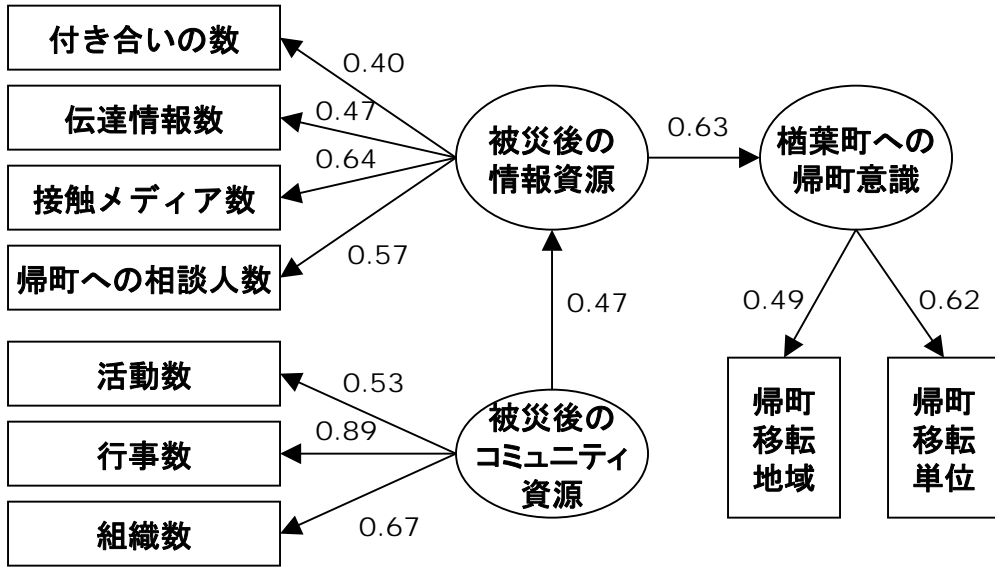 付き合いの数
伝達情報数
接触メディア数
帰町への相談人数
0.40
0.47
0.64
0.57
被災後の
情報資源
0.63
楢葉町への
帰町意識
0.47
0.49
0.62
活動数
行事数
組織数
0.53
0.89
0.67
被災後の
コミュニティ
資源
帰町
移転
地域
帰町
移転
単位